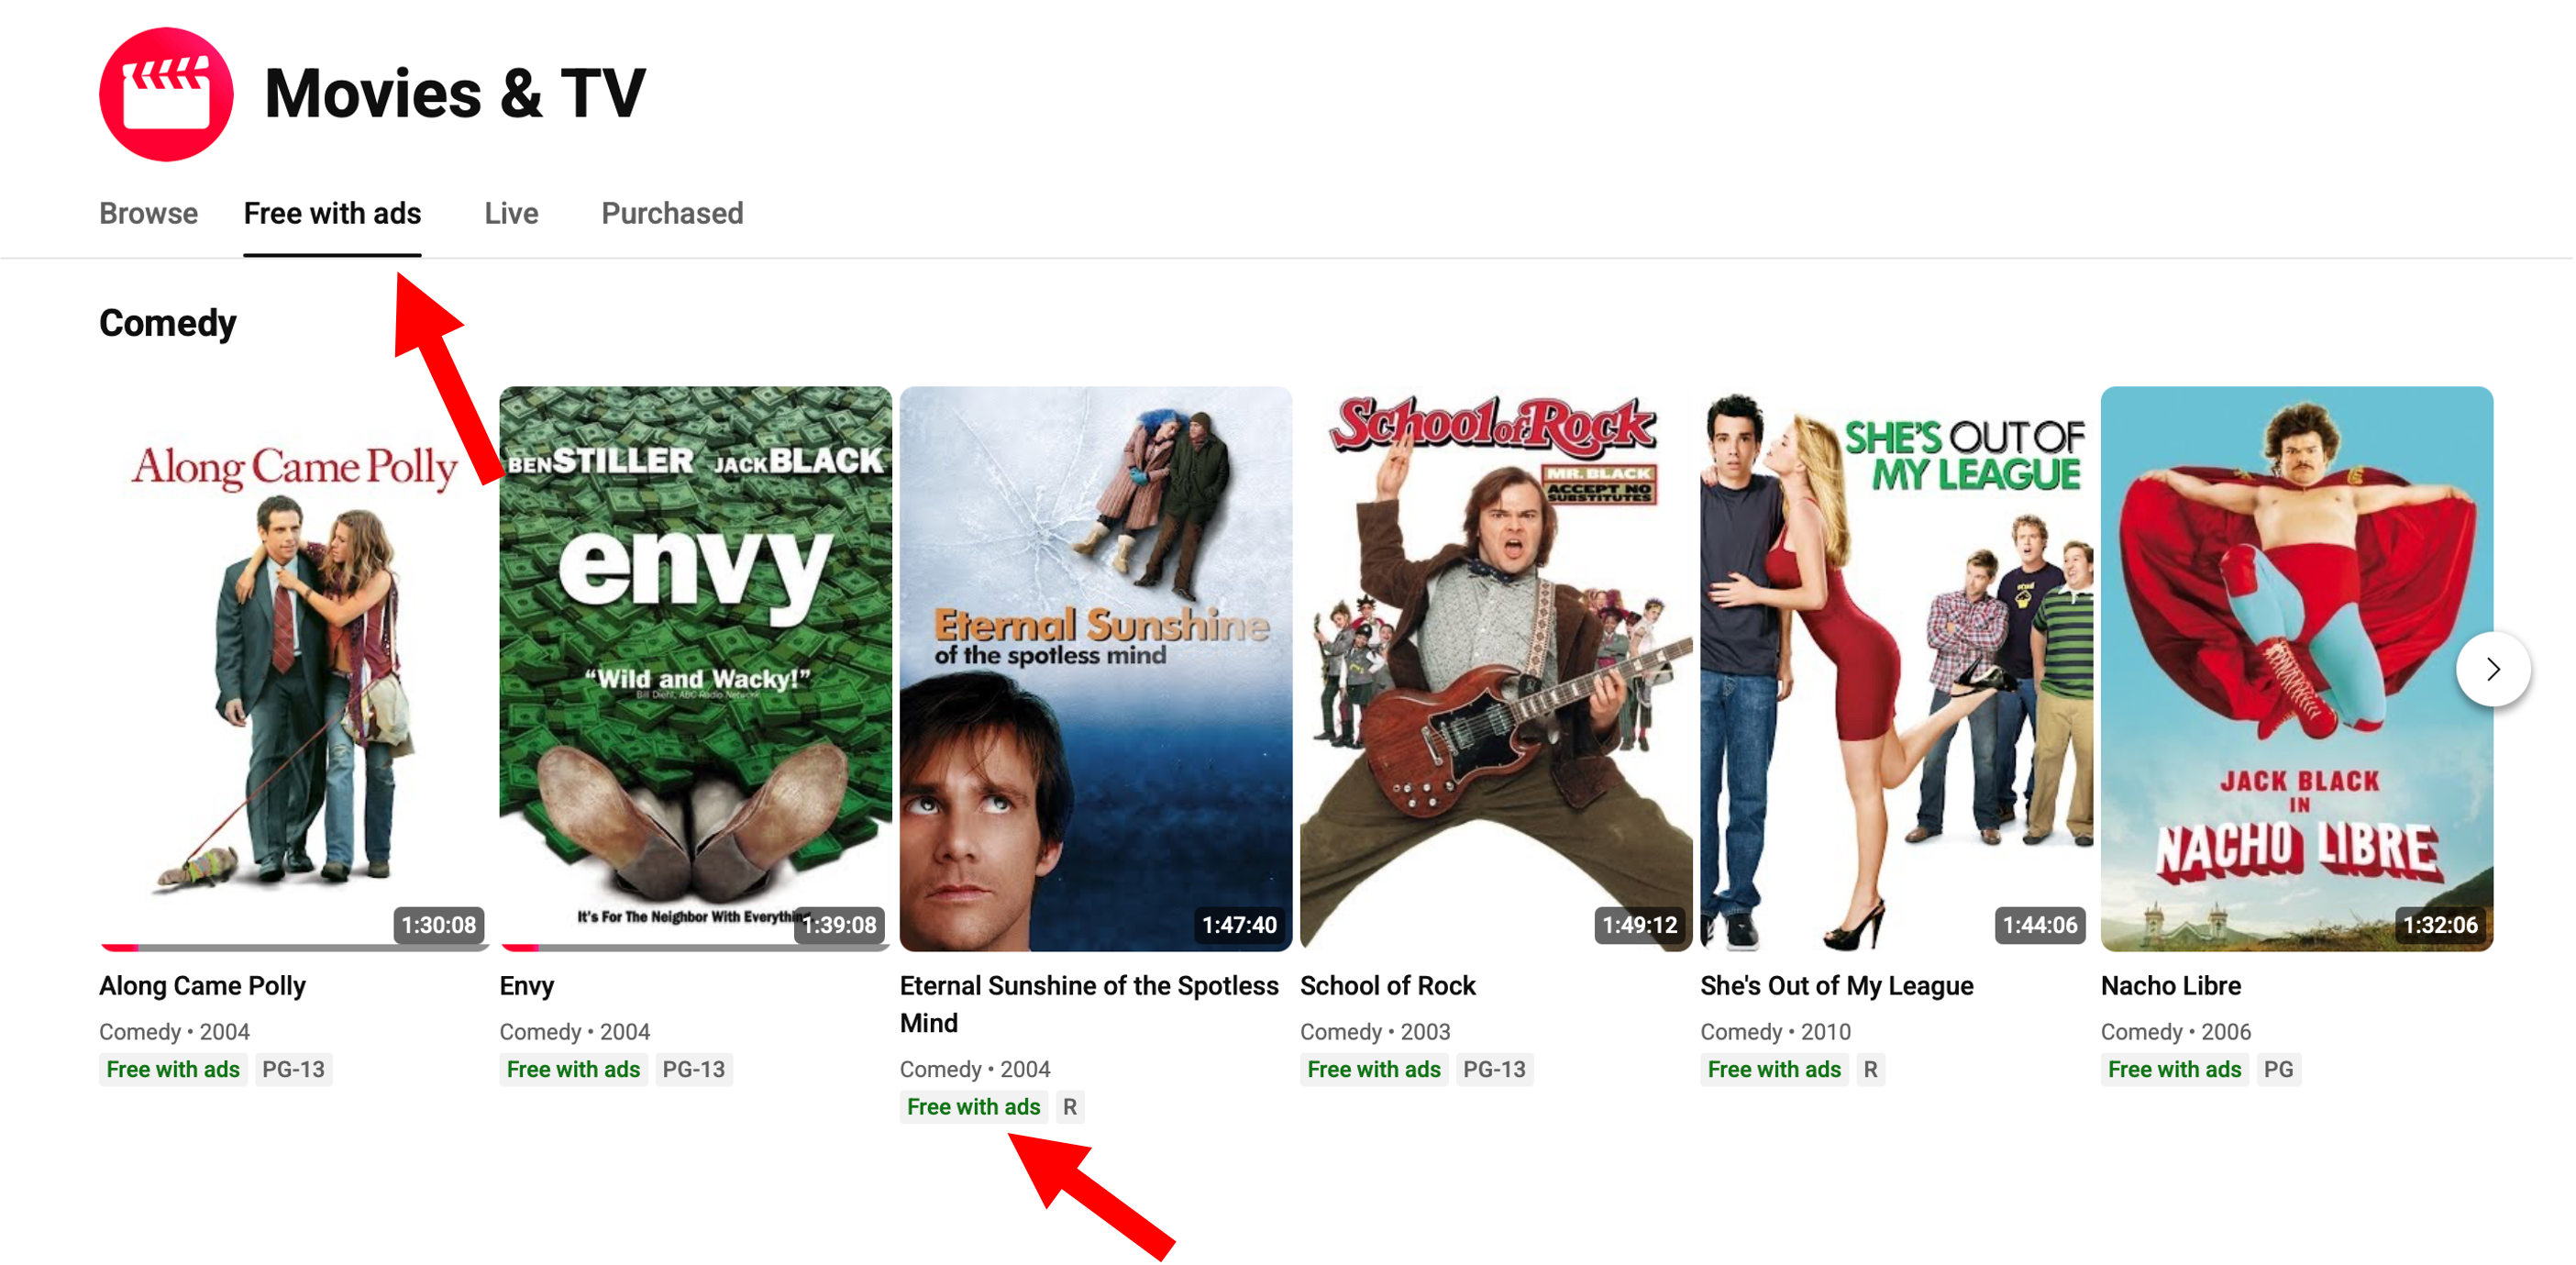 Movies & TV
Browse Free with ads Live Purchased
Comedy
Along Came Polly
1:30:08
BEN STILLER JACK BLACK
envy
“Wild and Wacky!”
Bill Diehl, ABC Radio Network
It's For The Neighbor With Everything
1:39:08
Eternal Sunshine
of the spotless mind
1:47:40
School of Rock
MR. BLACK
ACCEPT NO
SUBSTITUTES
1:49:12
SHE'S OUT OF
MY LEAGUE
1:44:06
JACK BLACK
IN
NACHO LIBRE
1:32:06
Along Came Polly
Comedy • 2004
Free with ads PG-13
Envy
Comedy • 2004
Free with ads PG-13
Eternal Sunshine of the Spotless
Mind
Comedy • 2004
Free with ads R
School of Rock
Comedy • 2003
Free with ads PG-13
She's Out of My League
Comedy • 2010
Free with ads R
Nacho Libre
Comedy • 2006
Free with ads PG